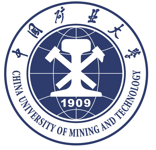 中国矿业大学
CHINA UNIVERSITY OF MINING AND TECHNOLOGY
1909